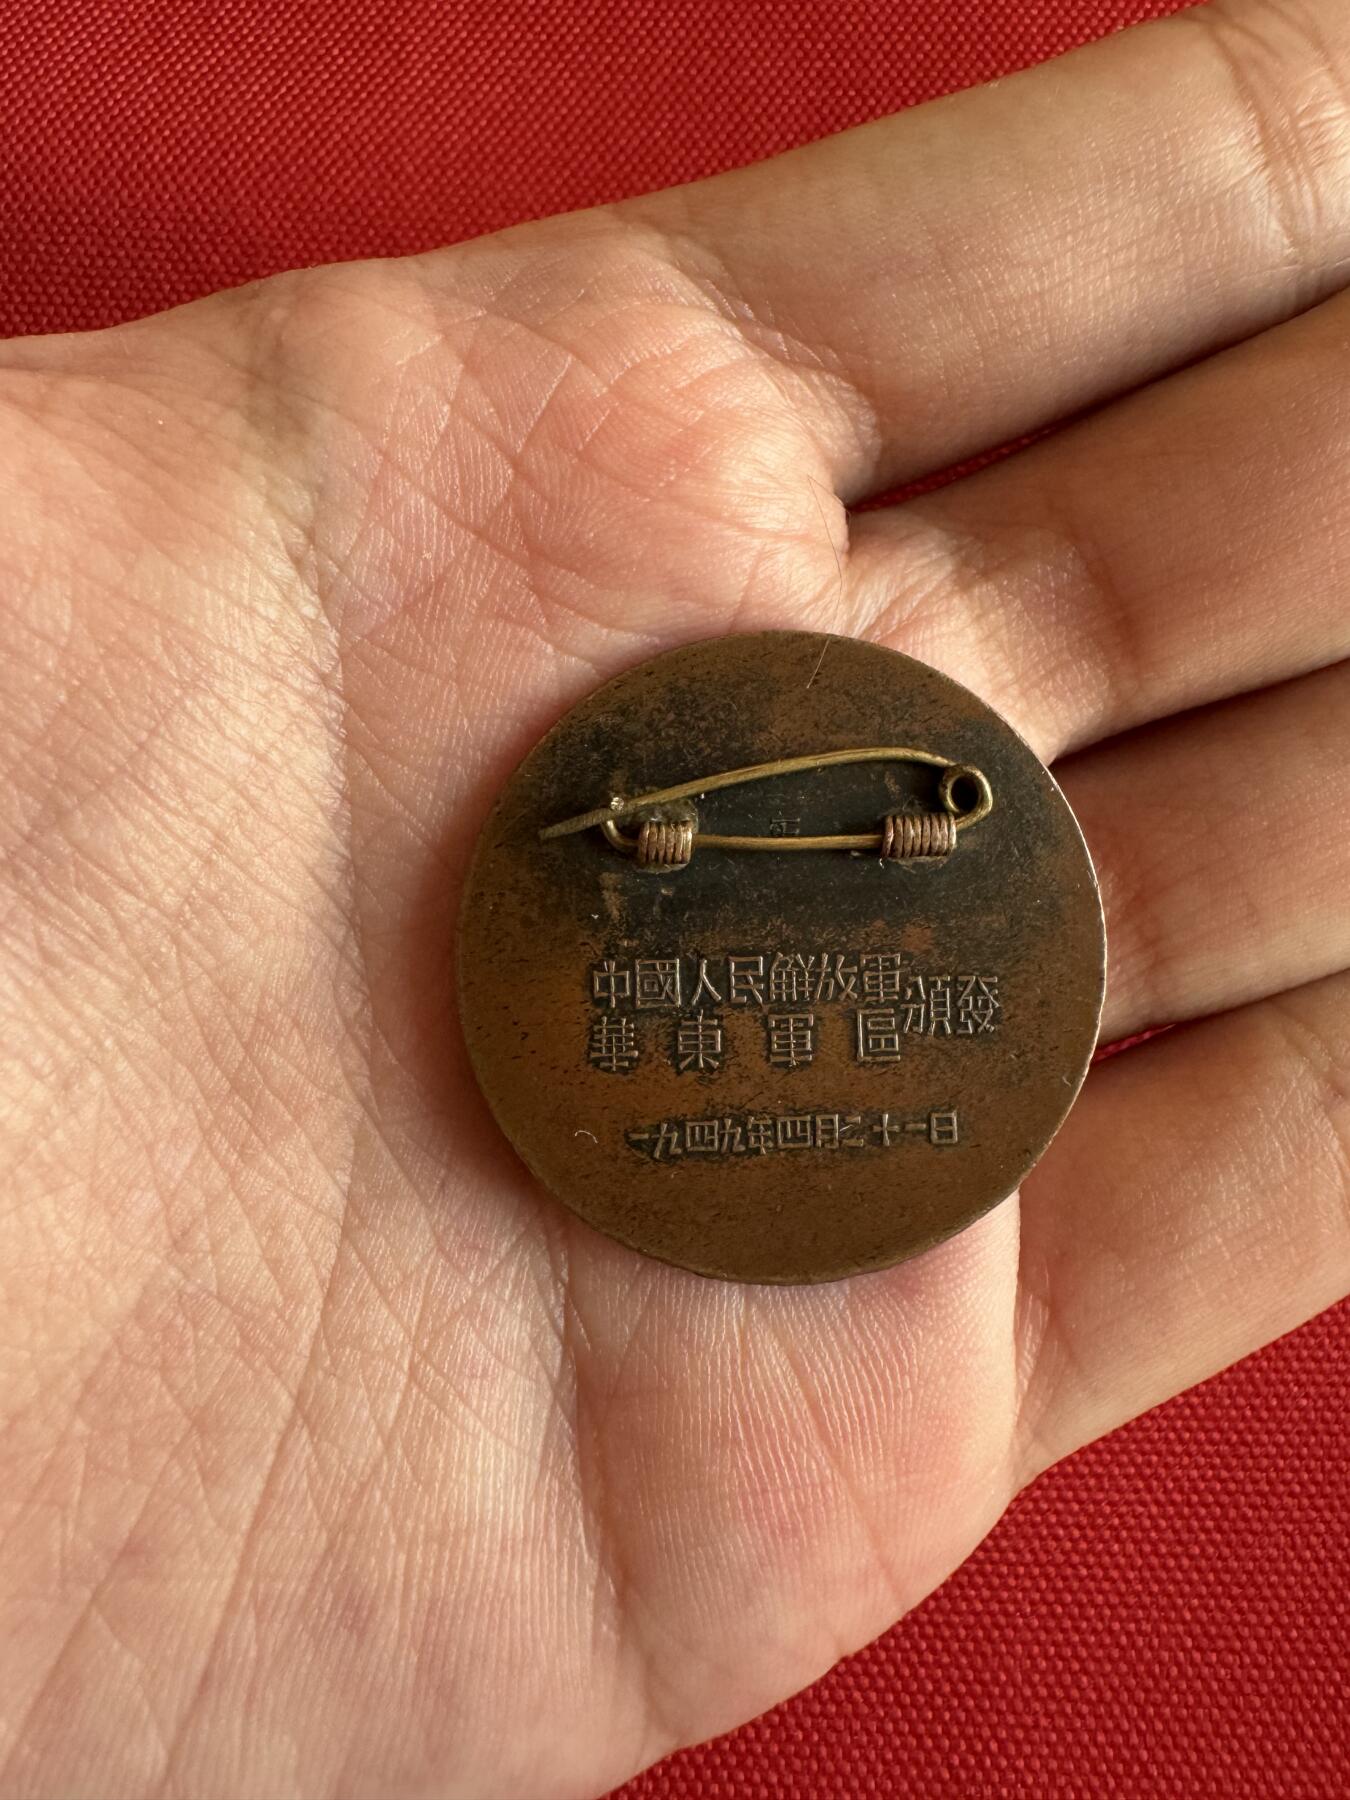 中國人民解放軍
華東軍區
頒發
一九四九年四月二十一日